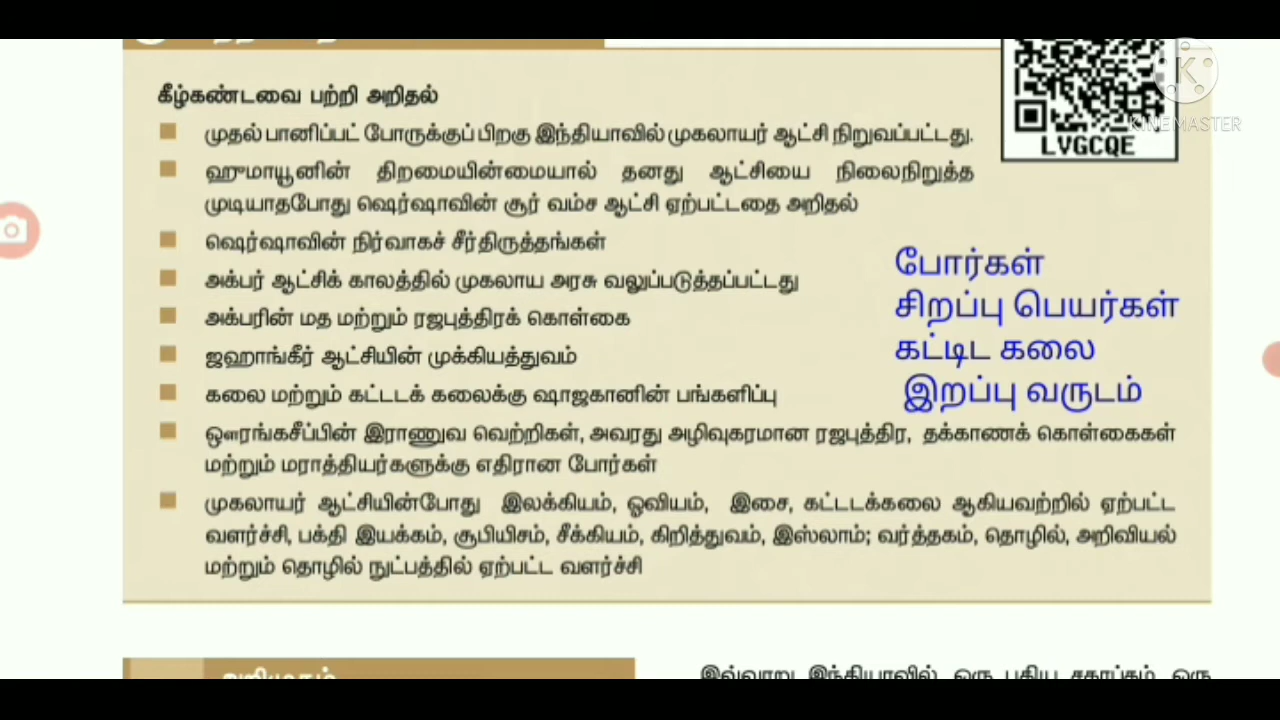 கீழ்கண்டவை பற்றி அறிதல்
முதல் பானிப்பட் போருக்குப் பிறகு இந்தியாவில் முகலாயர் ஆட்சி நிறுவப்பட்டது.
ஹுமாயூனின் திறமையின்மையால் தனது ஆட்சியை நிலைநிறுத்த
முடியாதபோது ஷெர்ஷாவின் சூர் வம்ச ஆட்சி ஏற்பட்டதை அறிதல்
ஷெர்ஷாவின் நிர்வாகச் சீர்திருத்தங்கள்
அக்பர் ஆட்சிக் காலத்தில் முகலாய அரசு வலுப்படுத்தப்பட்டது
அக்பரின் மத மற்றும் ரஜபுத்திரக் கொள்கை
ஜஹாங்கீர் ஆட்சியின் முக்கியத்துவம்
கலை மற்றும் கட்டடக் கலைக்கு ஷாஜகானின் பங்களிப்பு
ஔரங்கசீப்பின் இராணுவ வெற்றிகள், அவரது அழிவுகரமான ரஜபுத்திர, தக்காணக் கொள்கைகள்
மற்றும் மராத்தியர்களுக்கு எதிரான போர்கள்
முகலாயர் ஆட்சியின்போது இலக்கியம், ஓவியம், இசை, கட்டடக்கலை ஆகியவற்றில் ஏற்பட்ட
வளர்ச்சி, பக்தி இயக்கம், சூபியிசம், சீக்கியம், கிறித்துவம், இஸ்லாம்; வர்த்தகம், தொழில், அறிவியல்
மற்றும் தொழில் நுட்பத்தில் ஏற்பட்ட வளர்ச்சி
போர்கள்
சிறப்பு பெயர்கள்
கட்டிட கலை
இறப்பு வருடம்
KINEMASTER
LVGCQE
இவ்வாறு இந்தியாவில் ஒரு புதிய சகாப்தம் ஒரு